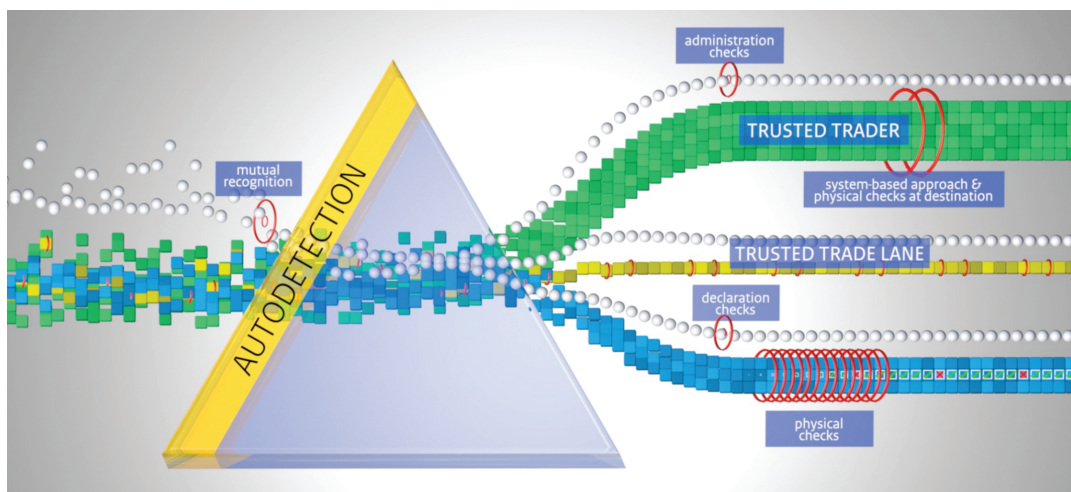 administration
checks
TRUSTED TRADER
mutual
recognition
system-based approach &
physical checks at destination
AUTODETECTION
TRUSTED TRADE LANE
declaration
checks
physical
checks